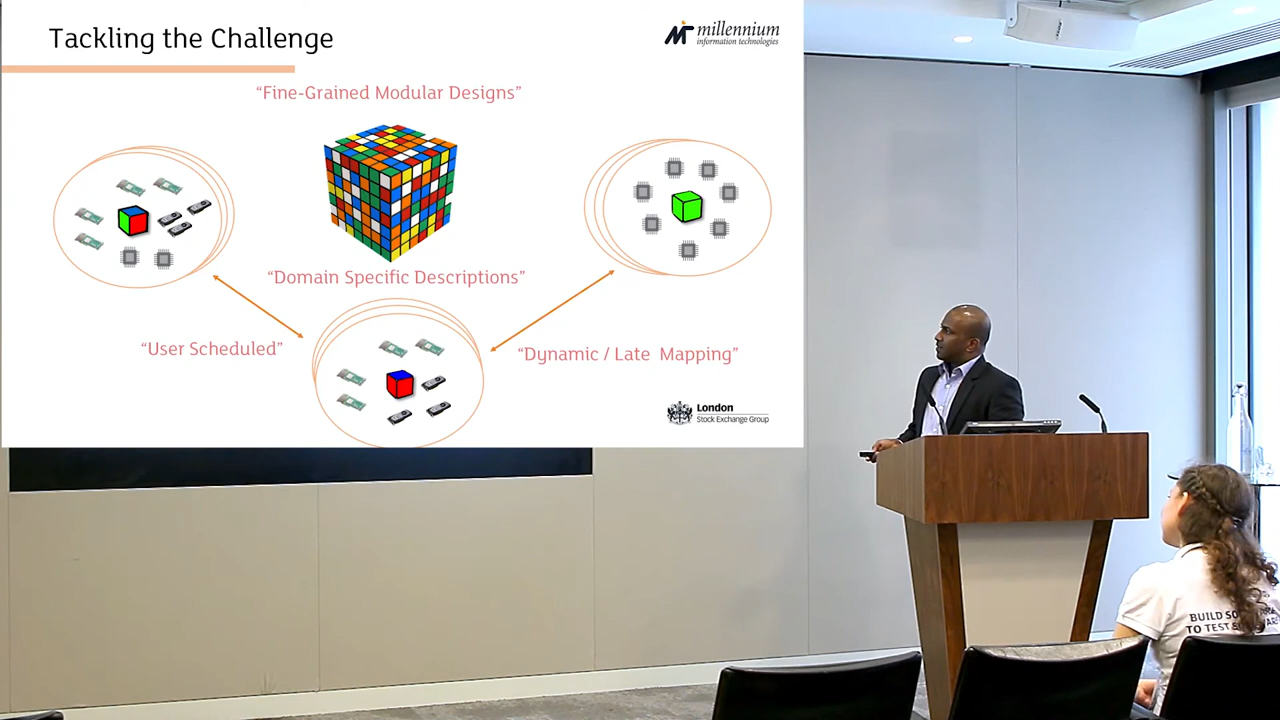 Tackling the Challenge
millennium
information technologies
“Fine-Grained Modular Designs”
“Domain Specific Descriptions”
“User Scheduled”
“Dynamic / Late Mapping”
London
Stock Exchange Group
BUILD
TO TEST